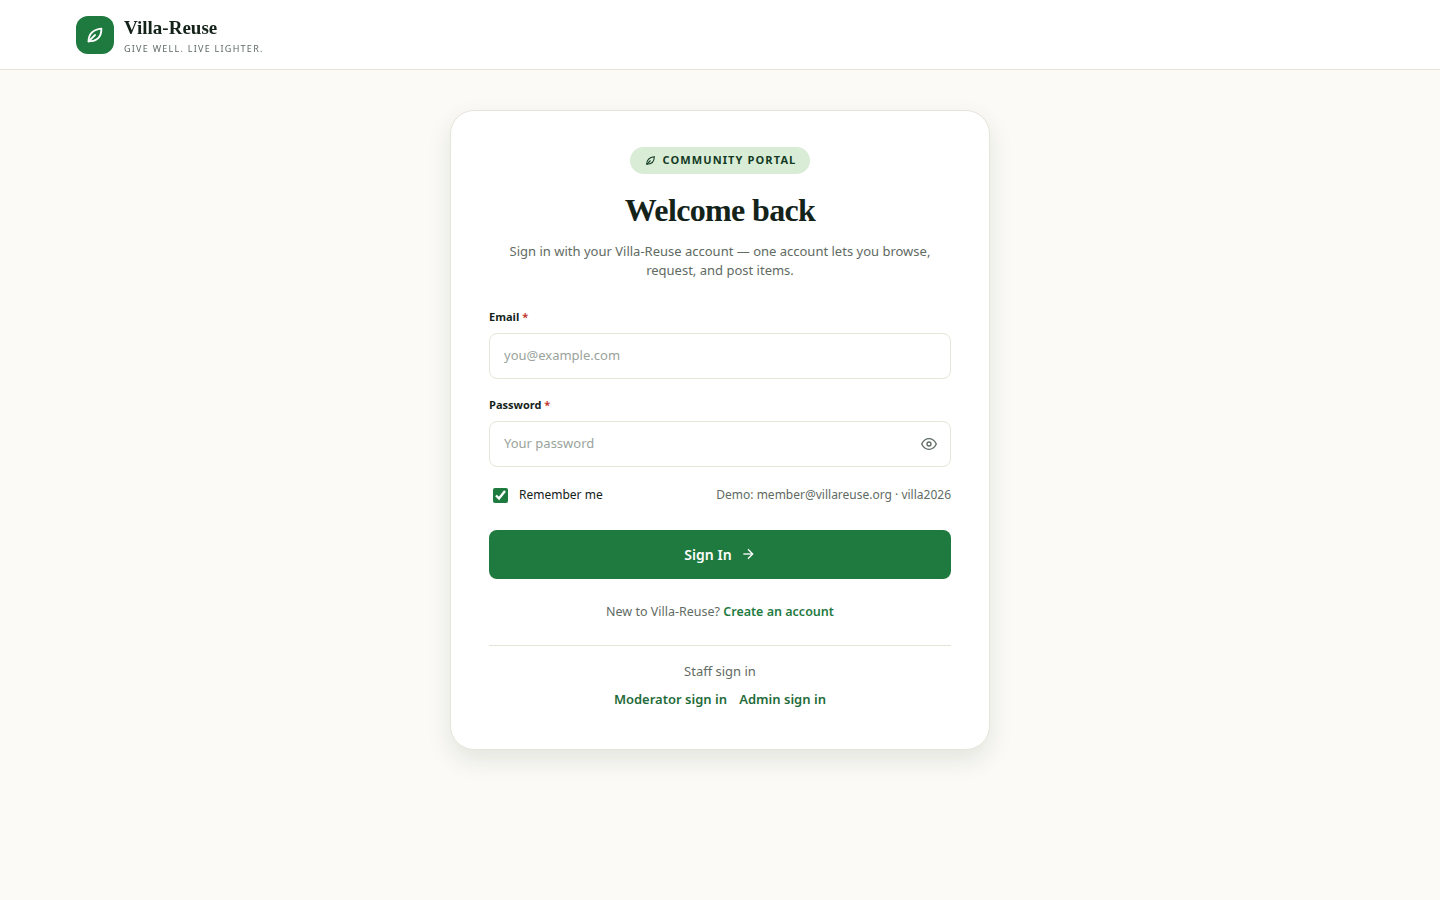 Villa-Reuse
GIVE WELL. LIVE LIGHTER.
COMMUNITY PORTAL
Welcome back
Sign in with your Villa-Reuse account — one account lets you browse,
request, and post items.
Email *
you@example.com
Password *
Your password
Remember me
Demo: member@villareuse.org · villa2026
Sign In →
New to Villa-Reuse? Create an account
Staff sign in
Moderator sign in Admin sign in